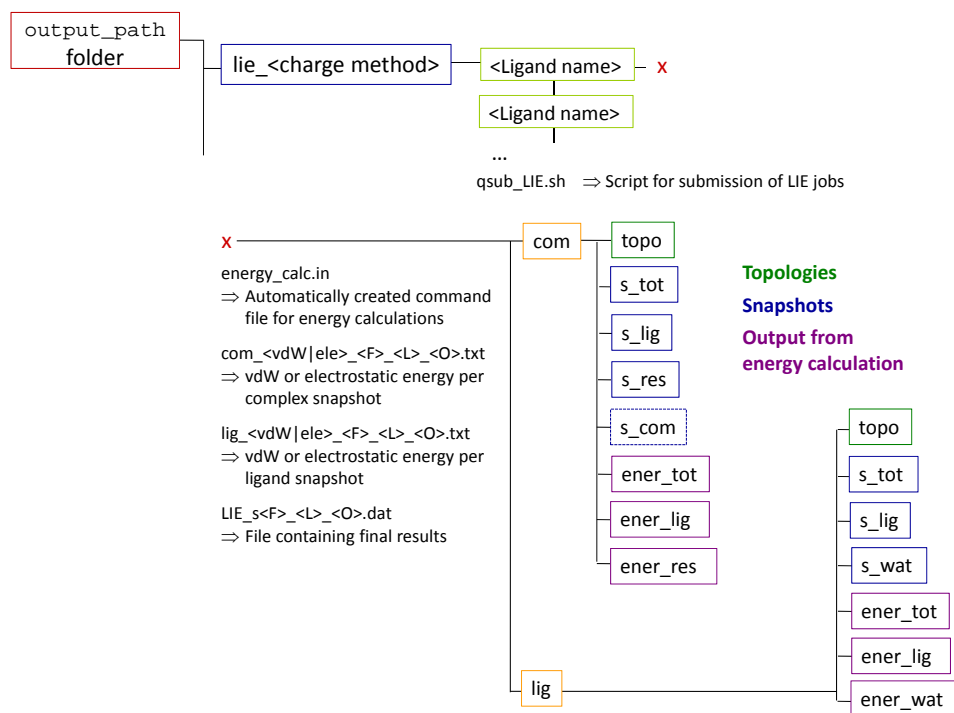 output_path
folder
lie_<charge method>
<Ligand name>
x
<Ligand name>
...
qsub_LIE.sh ⇒ Script for submission of LIE jobs
x
com
topo
energy_calc.in
⇒ Automatically created command
file for energy calculations
com_<vdW|ele>_<F>_<L>_<O>.txt
⇒ vdW or electrostatic energy per
complex snapshot
lig_<vdW|ele>_<F>_<L>_<O>.txt
⇒ vdW or electrostatic energy per
ligand snapshot
LIE_s<F>_<L>_<O>.dat
⇒ File containing final results
s_tot
s_lig
s_res
s_com
ener_tot
ener_lig
ener_res
Topologies
Snapshots
Output from
energy calculation
lig
topo
s_tot
s_lig
s_wat
ener_tot
ener_lig
ener_wat